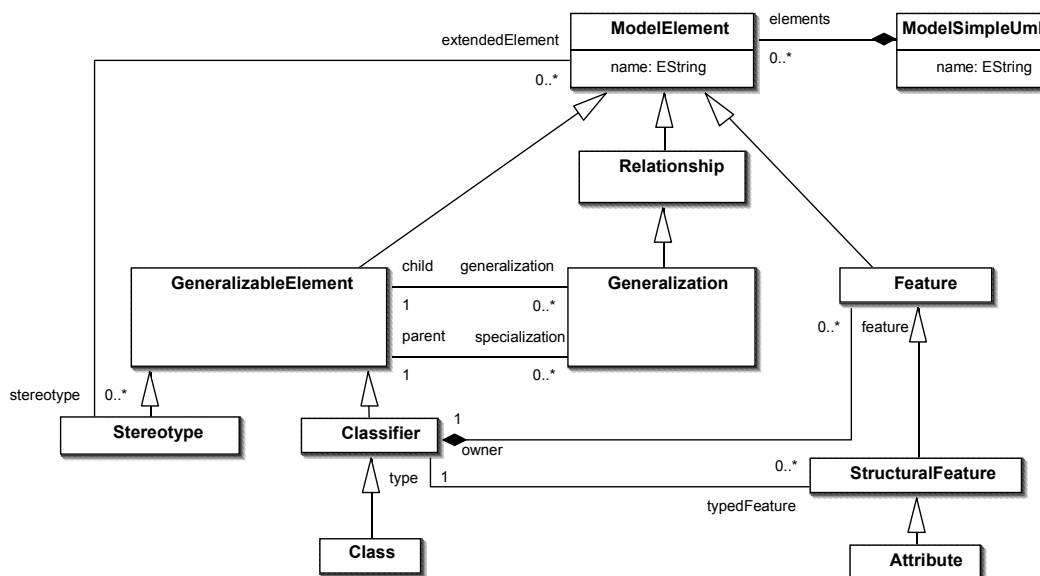 ModelElement
elements
ModelSimpleUml
extendedElement
name: EString
0..*
name: EString
0..*
Relationship
GeneralizableElement
child
generalization
Generalization
Feature
1
0..*
0..*
feature
parent
specialization
1
0..*
stereotype
0..*
Stereotype
Classifier
1
owner
type
1
0..*
StructuralFeature
typedFeature
Class
Attribute